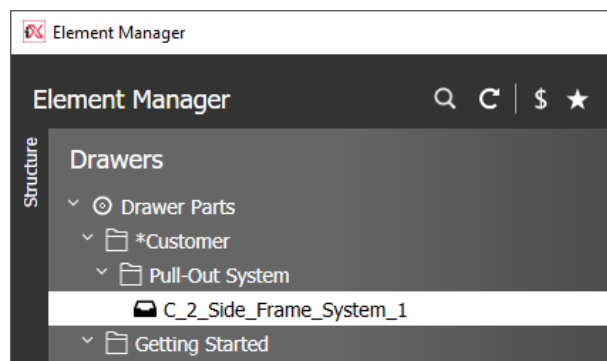 Element Manager
Element Manager
$
Structure
Drawers
Drawer Parts
*Customer
Pull-Out System
C_2_Side_Frame_System_1
Getting Started